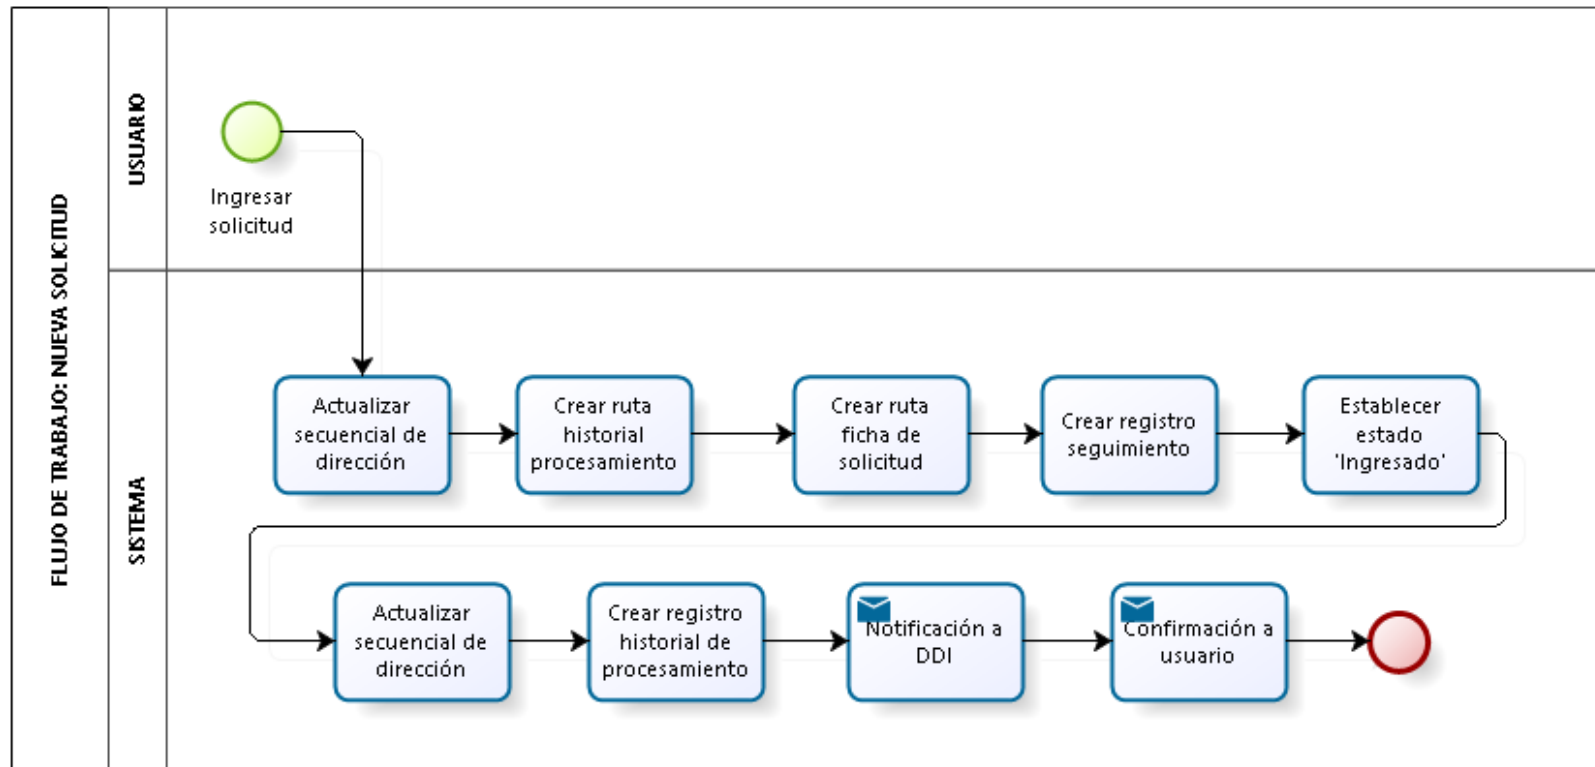 FLUJO DE TRABAJO: NUEVA SOLICITUD
USUARIO
Ingresar
solicitud
SISTEMA
Actualizar
secuencial de
dirección
Crear ruta
historial
procesamiento
Crear ruta
ficha de
solicitud
Crear registro
seguimiento
Establecer
estado
'Ingresado'
Actualizar
secuencial de
dirección
Crear registro
historial de
procesamiento
Notificación a
DDI
Confirmación a
usuario